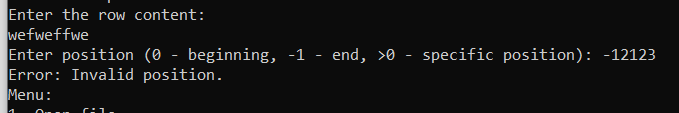 Enter the row content:
wefweffwe
Enter position (0 - beginning, -1 - end, >0 - specific position): -12123
Error: Invalid position.
Menu: